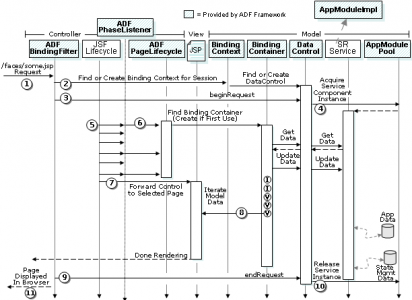 = Provided by ADF Framework
AppModuleImpl
ADF
PhaseListener
Controller
View
Model
ADF
BindingFilter
JSF
Lifecycle
ADF
PageLifecycle
JSP
Binding
Context
Binding
Container
Data
Control
SR
Service
AppModule
Pool
/faces/some.jsp
Request
1
2
Find or Create Binding Context for Session
Find or Create
DataControl
3
beginRequest
Acquire
Service
Component
Instance
4
Find Binding Container
(Create if First Use)
5
6
Get
Data
Get
Data
Update
Data
Update
Data
7
Forward Control
to Selected Page
Iterate
Model
Data
8
App
Data
Done Rendering
Release
Service
Instance
State
Mgmt
Data
Page
Displayed
In Browser
9
endRequest
10
11